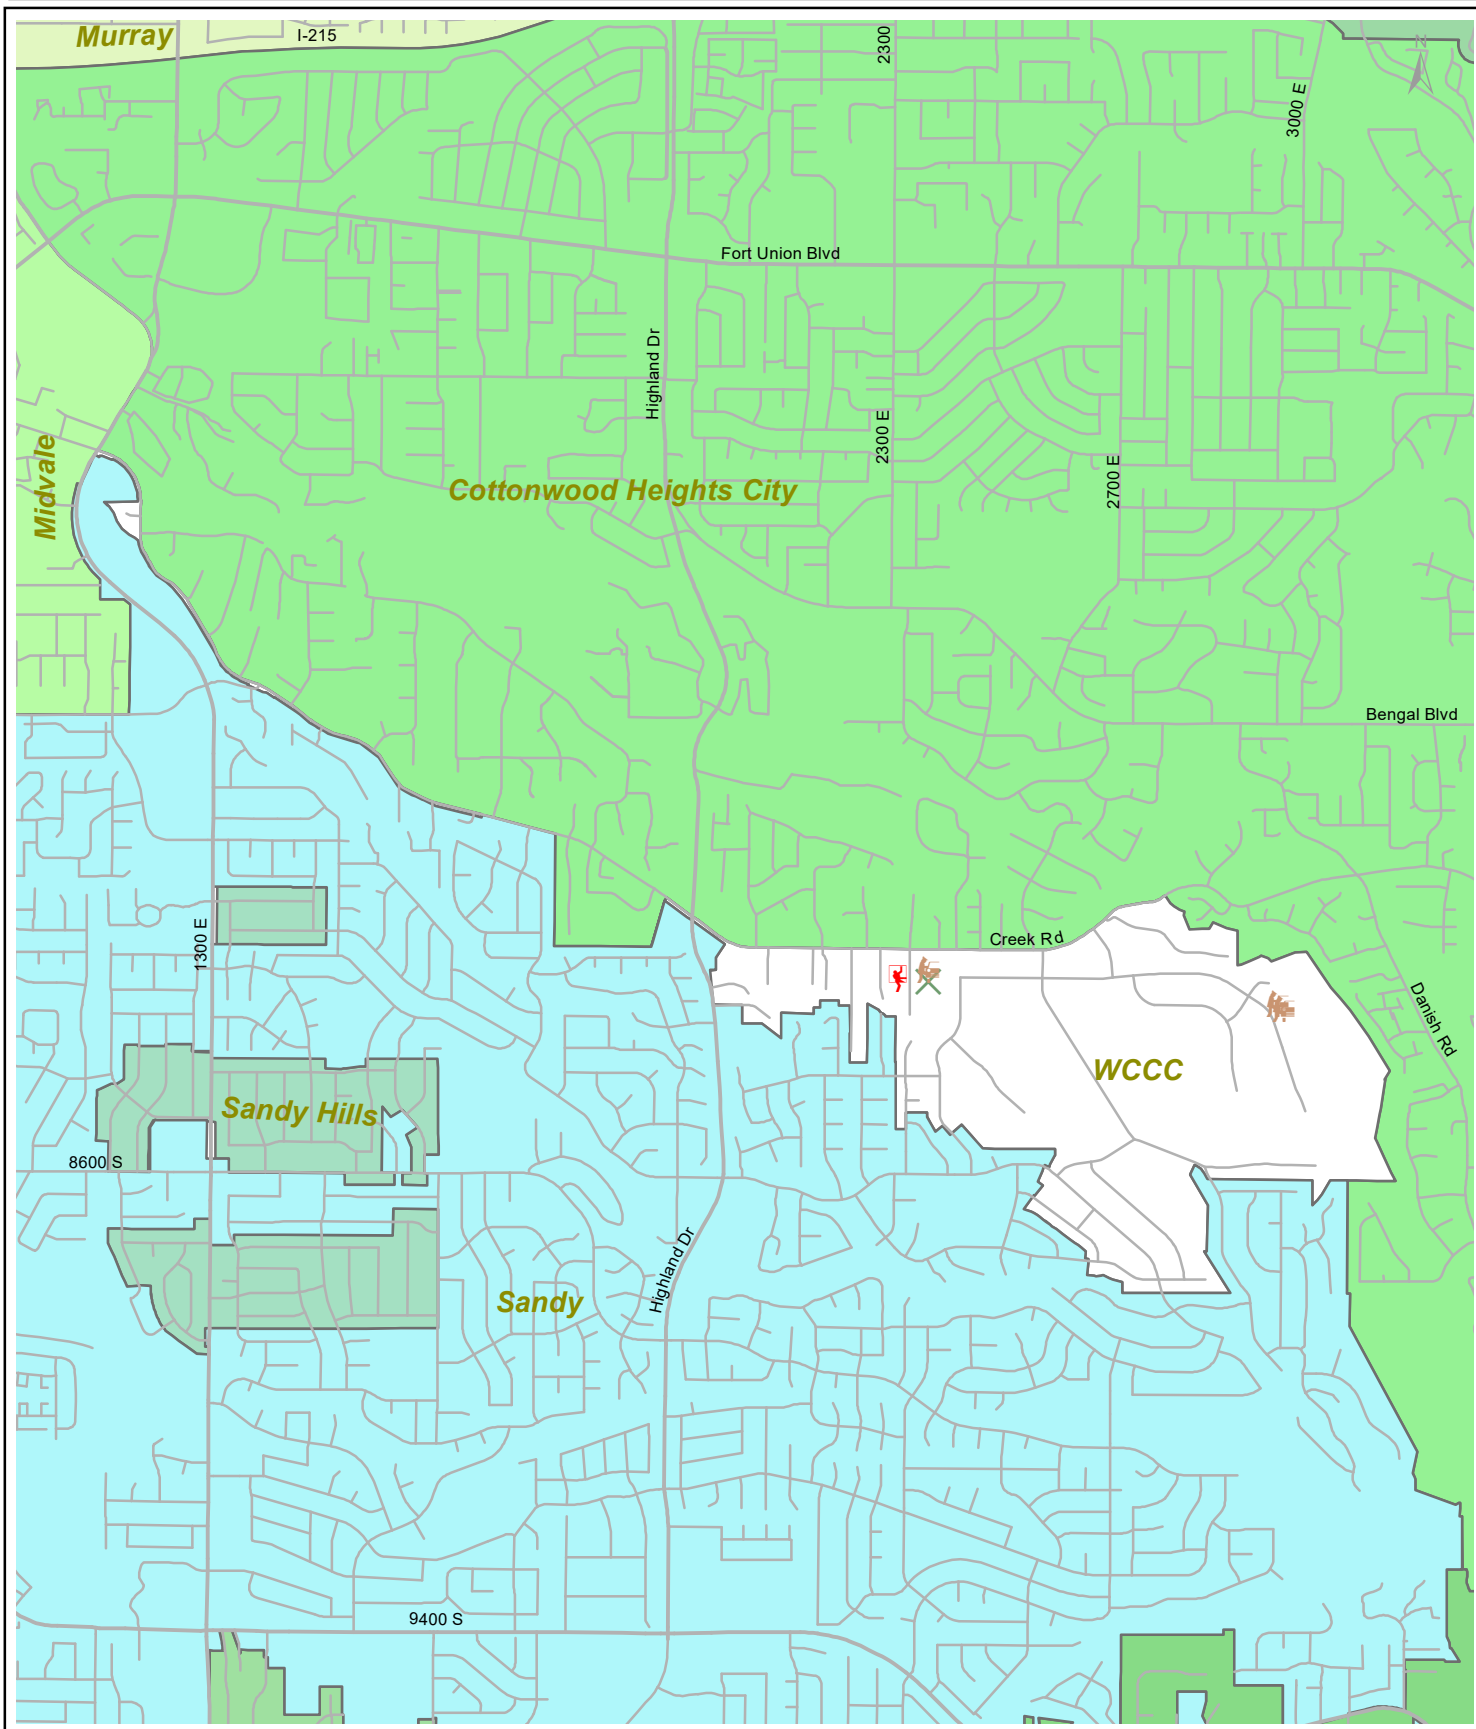 Murray
I-215
2300
N
3000 E
Fort Union Blvd
Highland Dr
2300 E
Midvale
2700 E
Cottonwood Heights City
Bengal Blvd
1300 E
Creek Rd
Danish Rd
WCCC
Sandy Hills
8600 S
Highland Dr
Sandy
9400 S